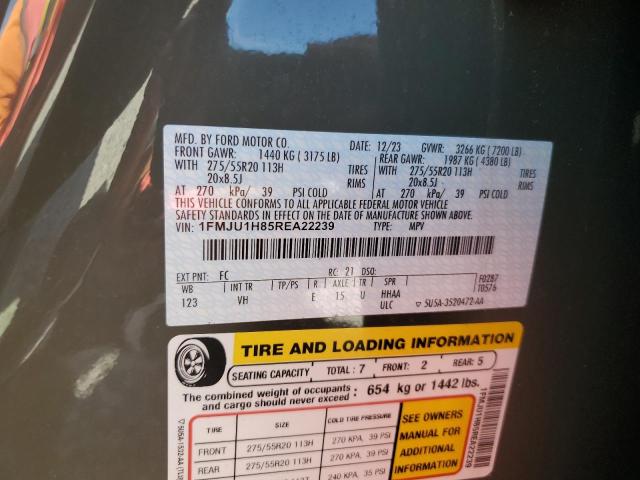 MFD. BY FORD MOTOR CO.
12/23 GVWR: 3266 KG (7200 LB)
FRONT GAWR: 1440 KG (3175 LB) REAR GAWR: 1987 KG (4380 LB)
WITH 275/55R20 113H TIRES WITH 275/55R20 113H TIRES
20x8.5J RIMS 20x8.5J RIMS
AT 270 kPa/ 39 PSI COLD AT 270 kPa/ 39 PSI COLD
THIS VEHICLE CONFORMS TO ALL APPLICABLE FEDERAL MOTOR VEHICLE
SAFETY STANDARDS IN EFFECT ON THE DATE OF MANUFACTURE SHOWN ABOVE.
VIN: 1FMJU1H85REA22239 TYPE: MPV
EXT PNT: FC RC: 21 DSO:
WB INT TR TP/PS R AXLE TR SPR
123 VH E 15 U HHAA
ULC
F0287
T0576
5U5A-3520472-AA
TIRE AND LOADING INFORMATION
SEATING CAPACITY TOTAL: 7 FRONT: 2 REAR: 5
The combined weight of occupants and cargo should never exceed: 654 kg or 1442 lbs.
TIRE SIZE COLD TIRE PRESSURE
FRONT 275/55R20 113H 270 KPA, 39 PSI
REAR 275/55R20 113H 270 KPA, 39 PSI
240 KPA, 35 PSI
SEE OWNERS
MANUAL FOR
ADDITIONAL
INFORMATION
1FMJU1H85REA22239